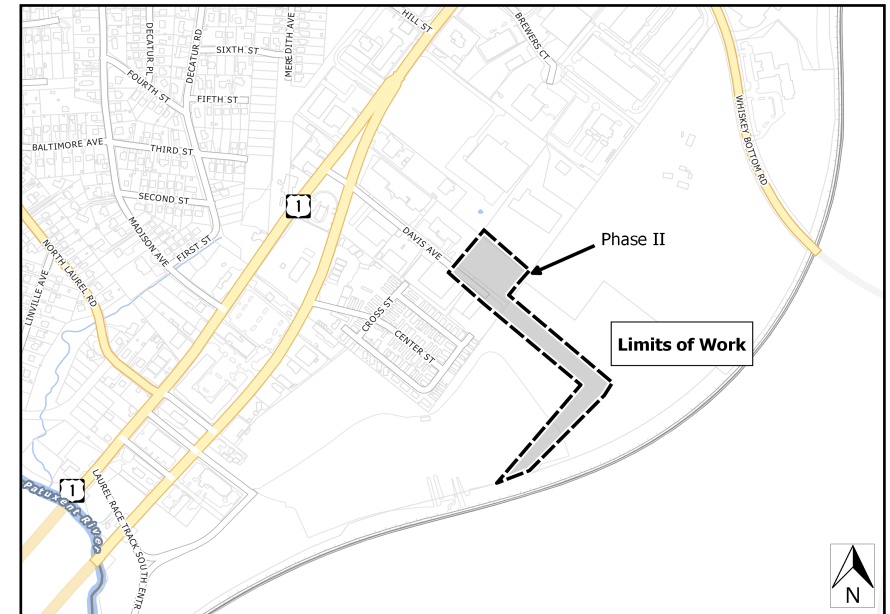 HILL ST
BREWERS CT
DECATUR PL
DECATUR RD
SIXTH ST
MEREDITH AVE
FOURTH ST
FIFTH ST
WHISKEY BOTTOM RD
BALTIMORE AVE
THIRD ST
SECOND ST
1
MADISON AVE
FIRST ST
DAVIS AVE
Phase II
NORTH LAUREL RD
LINVILLE AVE
CROSS ST
CENTER ST
Limits of Work
1
Patuxent River
LAUREL RACE TRACK SOUTH ENTR
N